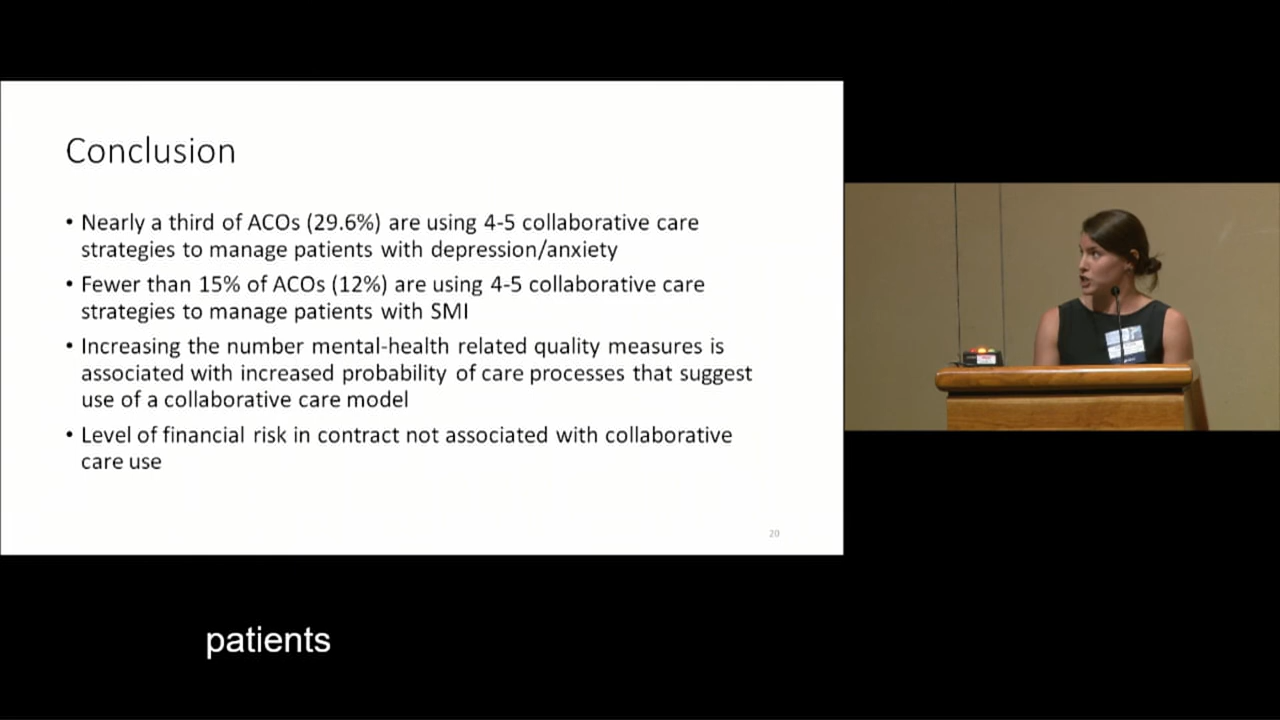 Conclusion
• Nearly a third of ACOs (29.6%) are using 4-5 collaborative care
strategies to manage patients with depression/anxiety
• Fewer than 15% of ACOs (12%) are using 4-5 collaborative care
strategies to manage patients with SMI
• Increasing the number mental-health related quality measures is
associated with increased probability of care processes that suggest
use of a collaborative care model
• Level of financial risk in contract not associated with collaborative
care use
20
patients